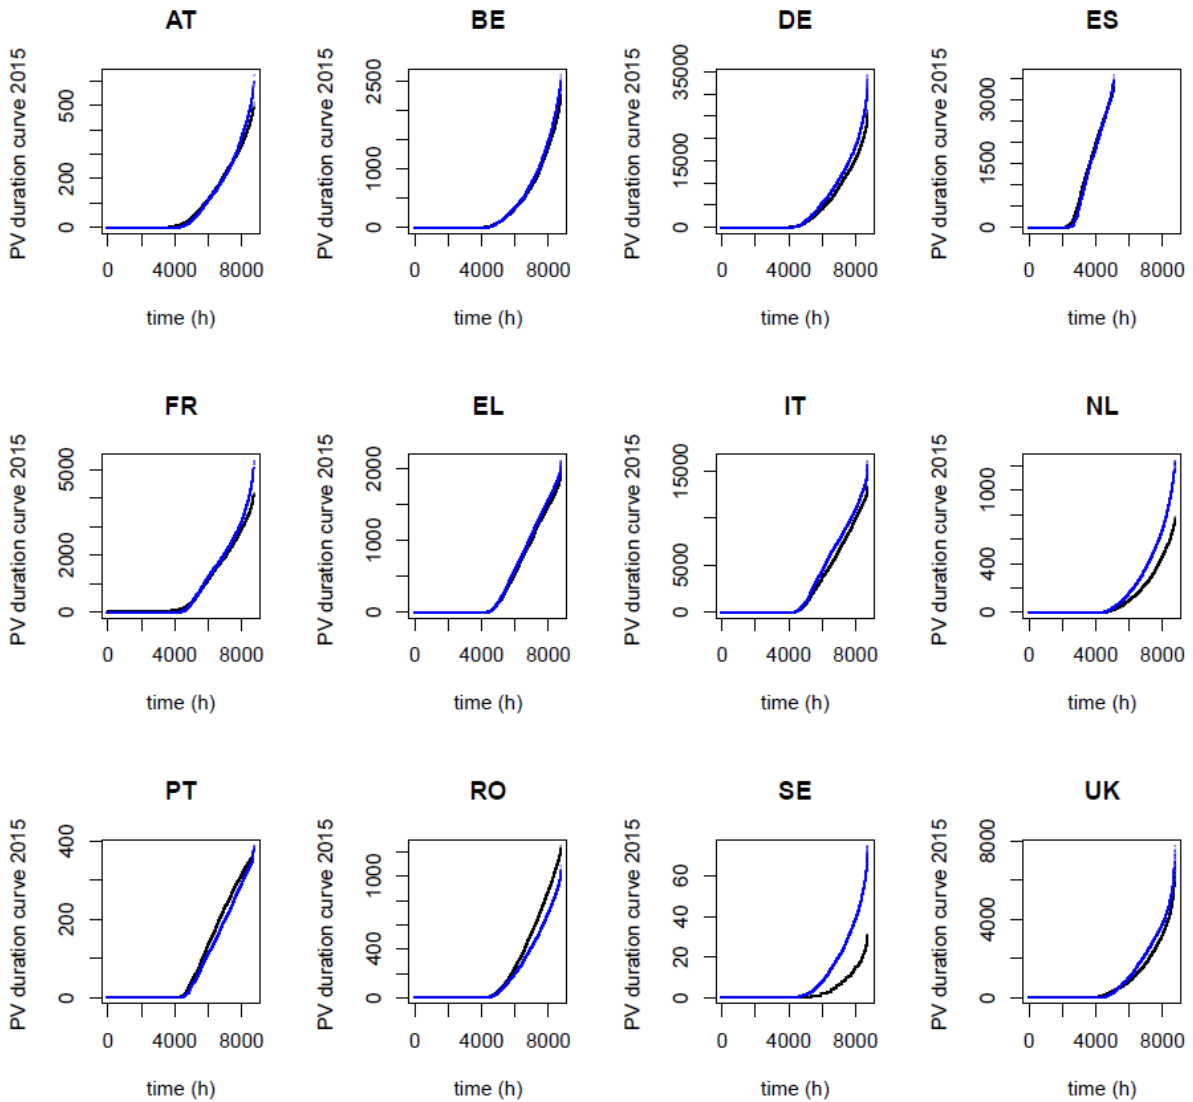 AT
BE
DE
ES
PV duration curve 2015
0 200 500
0 4000 8000
time (h)
PV duration curve 2015
0 1000 2500
0 4000 8000
time (h)
PV duration curve 2015
0 15000 35000
0 4000 8000
time (h)
PV duration curve 2015
0 1500 3000
0 4000 8000
time (h)
FR
EL
IT
NL
PV duration curve 2015
0 2000 5000
0 4000 8000
time (h)
PV duration curve 2015
0 1000 2000
0 4000 8000
time (h)
PV duration curve 2015
0 5000 15000
0 4000 8000
time (h)
PV duration curve 2015
0 400 1000
0 4000 8000
time (h)
PT
RO
SE
UK
PV duration curve 2015
0 200 400
0 4000 8000
time (h)
PV duration curve 2015
0 400 1000
0 4000 8000
time (h)
PV duration curve 2015
0 20 40 60
0 4000 8000
time (h)
PV duration curve 2015
0 4000 8000
0 4000 8000
time (h)